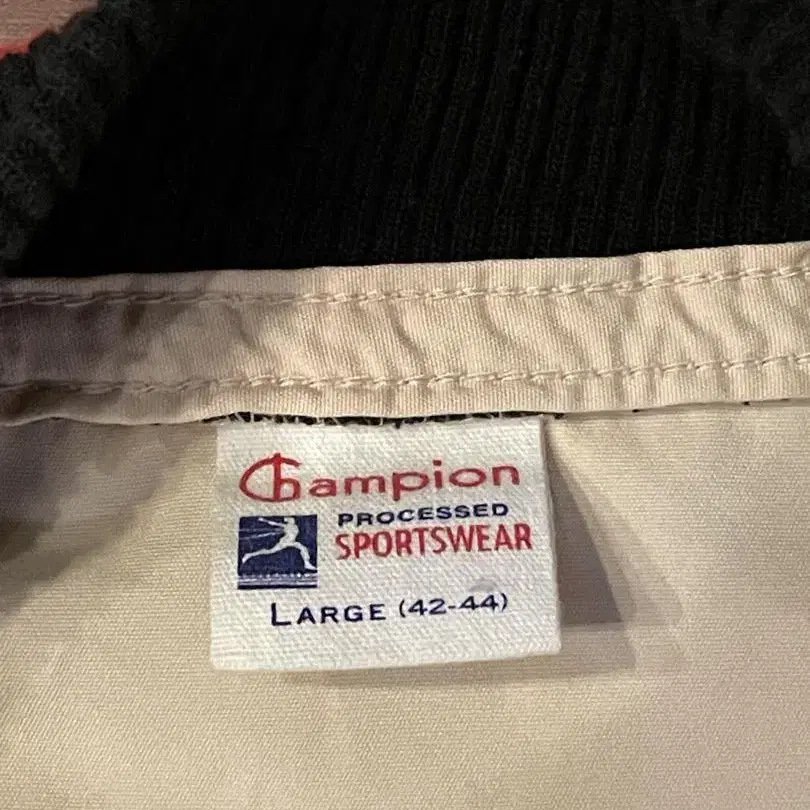 Champion
PROCESSED
SPORTSWEAR
LARGE (42-44)